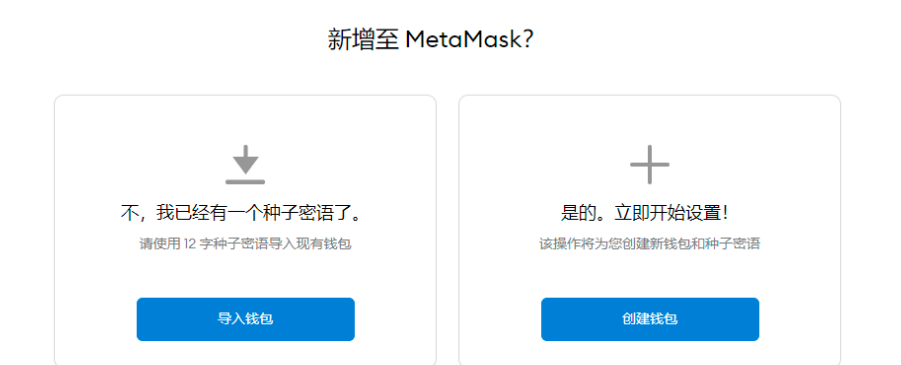 新增至 MetaMask?
不，我已经有一个种子密语了。
请使用 12 字种子密语导入现有钱包
导入钱包
是的。立即开始设置！
该操作将为您创建新钱包和种子密语
创建钱包